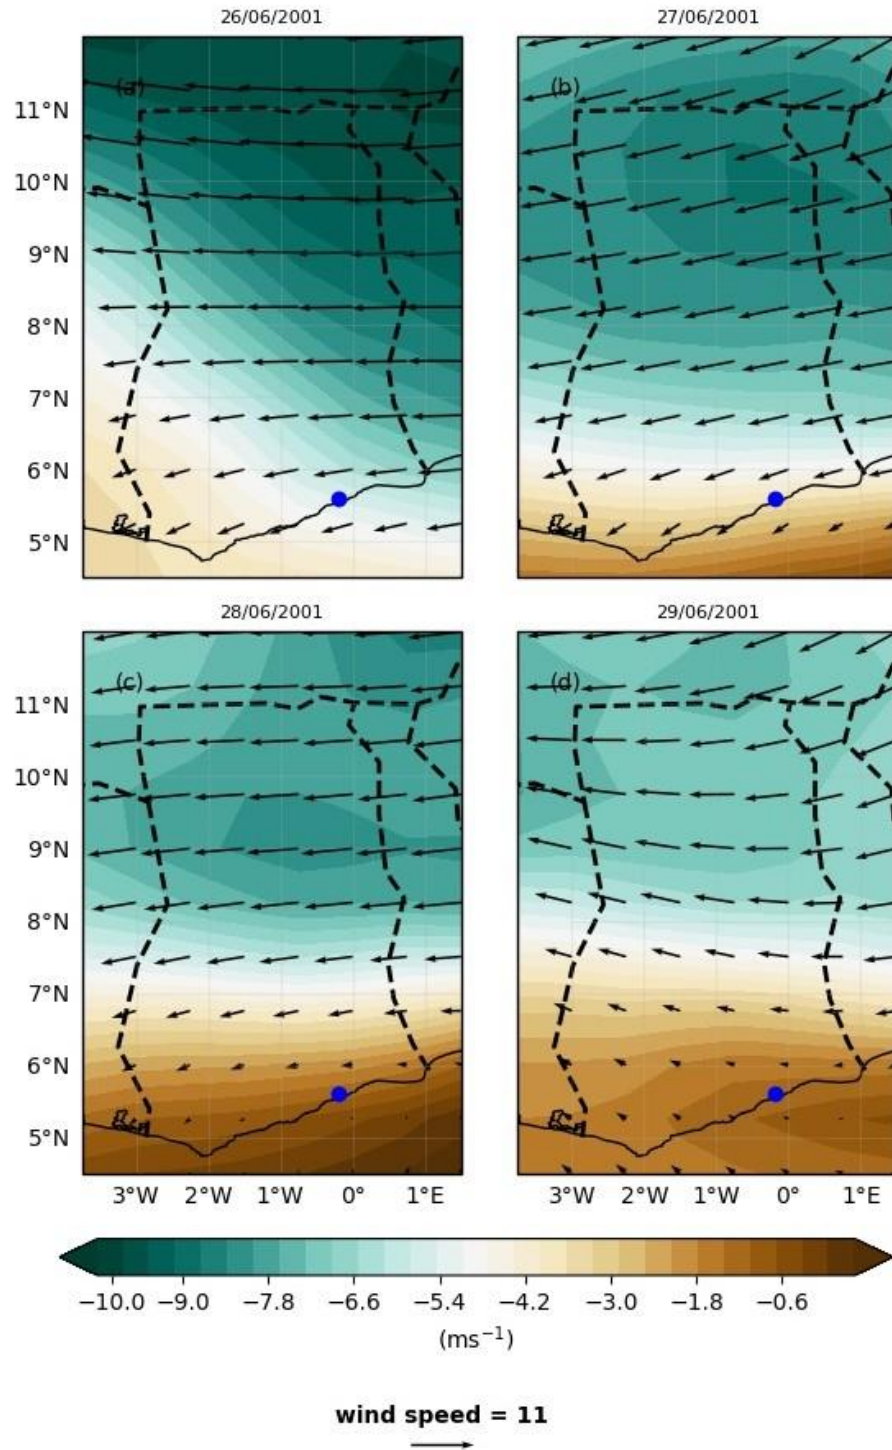 26/06/2001 27/06/2001
(a) (b)
11°N
10°N
9°N
8°N
7°N
6°N
5°N
28/06/2001 29/06/2001
(c) (d)
11°N
10°N
9°N
8°N
7°N
6°N
5°N
3°W 2°W 1°W 0° 1°E 3°W 2°W 1°W 0° 1°E
−10.0 −9.0 −7.8 −6.6 −5.4 −4.2 −3.0 −1.8 −0.6
(ms⁻¹)
wind speed = 11